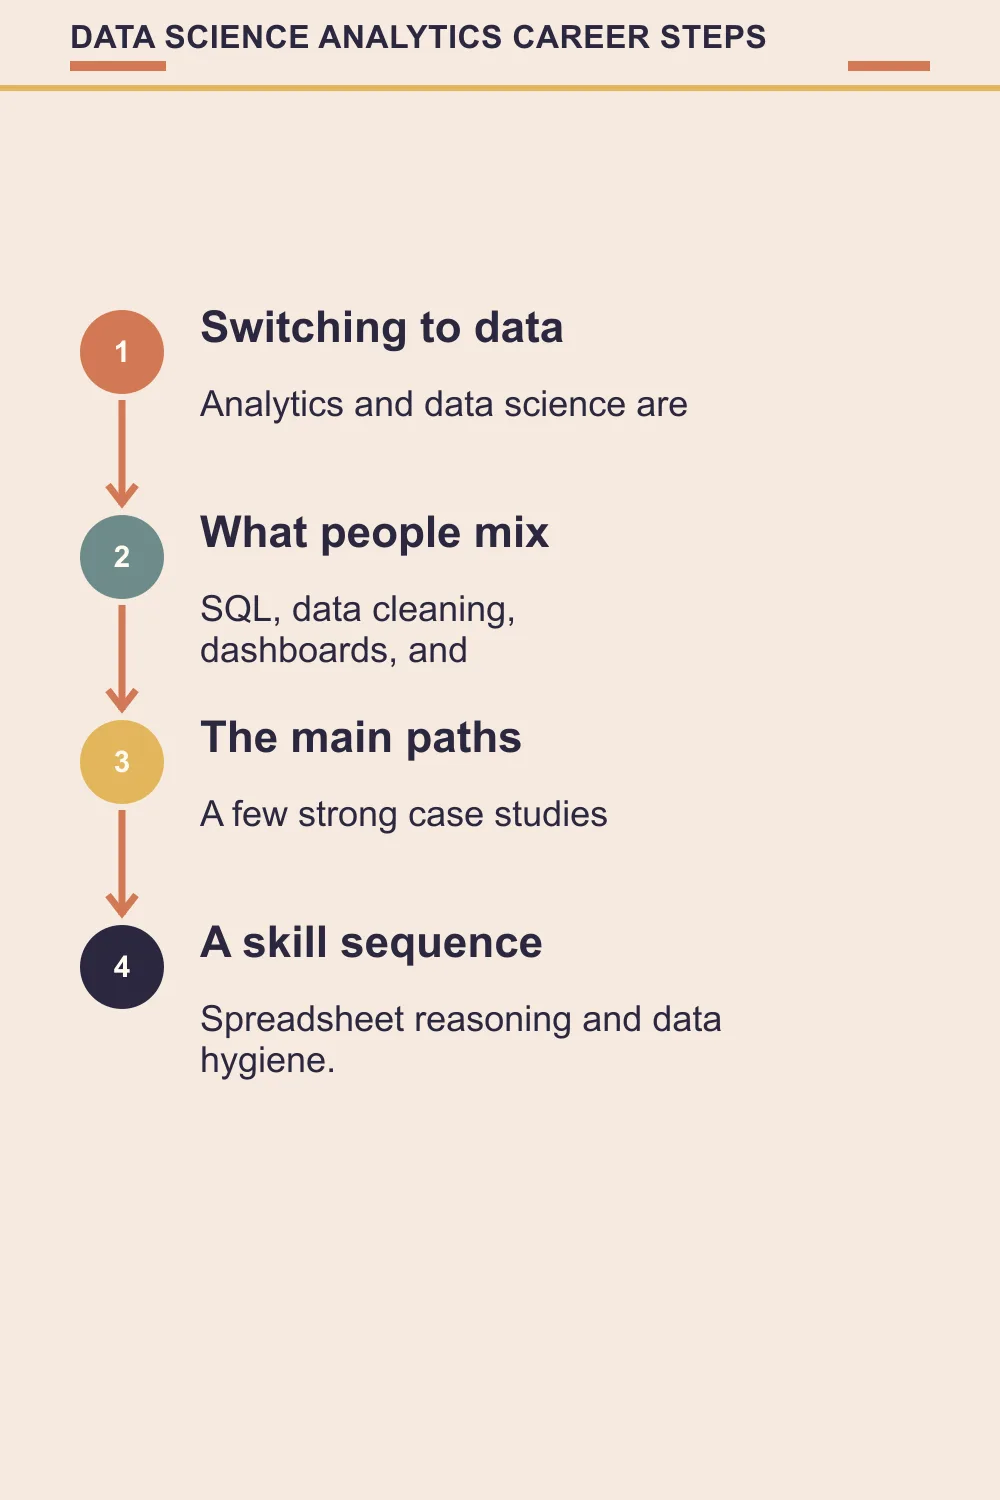 DATA SCIENCE ANALYTICS CAREER STEPS
1
Switching to data
Analytics and data science are
2
What people mix
SQL, data cleaning,
dashboards, and
3
The main paths
A few strong case studies
4
A skill sequence
Spreadsheet reasoning and data
hygiene.